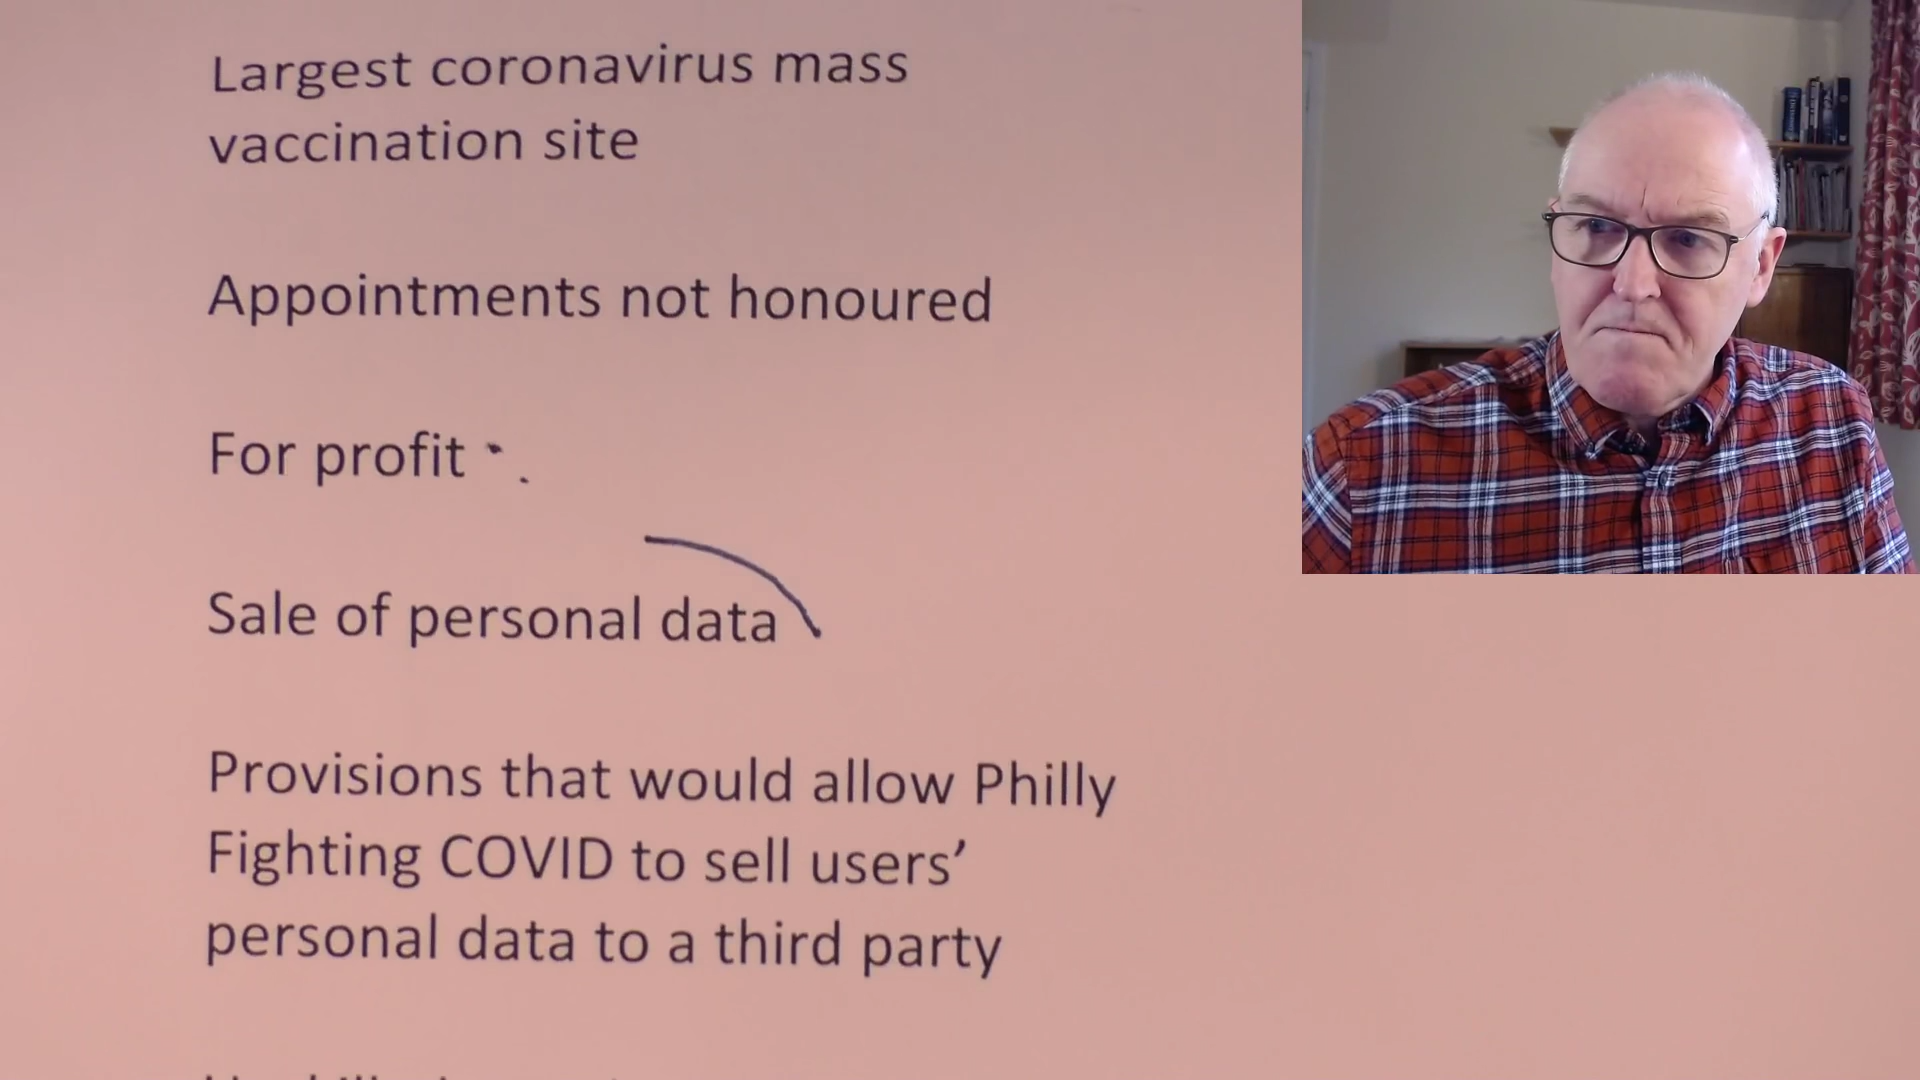 Largest coronavirus mass
vaccination site
Appointments not honoured
For profit
Sale of personal data
Provisions that would allow Philly
Fighting COVID to sell users’
personal data to a third party